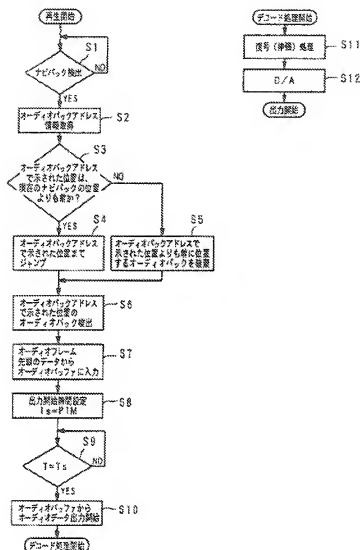 再生開始
S1
ナビパック検出
NO
YES
オーディオパックアドレス
情報取得
S2
S3
オーディオパックアドレス
で示された位置は、
現在のナビパックの位置
よりも前か?
NO
YES
S4
オーディオパックアドレス
で示された位置まで
ジャンプ
S5
オーディオパックアドレスで
示された位置よりも前に位置
するオーディオパックを破棄
オーディオパックアドレス
で示された位置の
オーディオパック検出
S6
オーディオフレーム
先頭のデータから
オーディオバッファに入力
S7
出力開始時間設定
Ts=PTM
S8
S9
T=Ts
NO
YES
オーディオバッファから
オーディオデータ出力開始
S10
デコード処理開始
デコード処理開始
復号(伸張)処理
S11
D/A
S12
出力開始